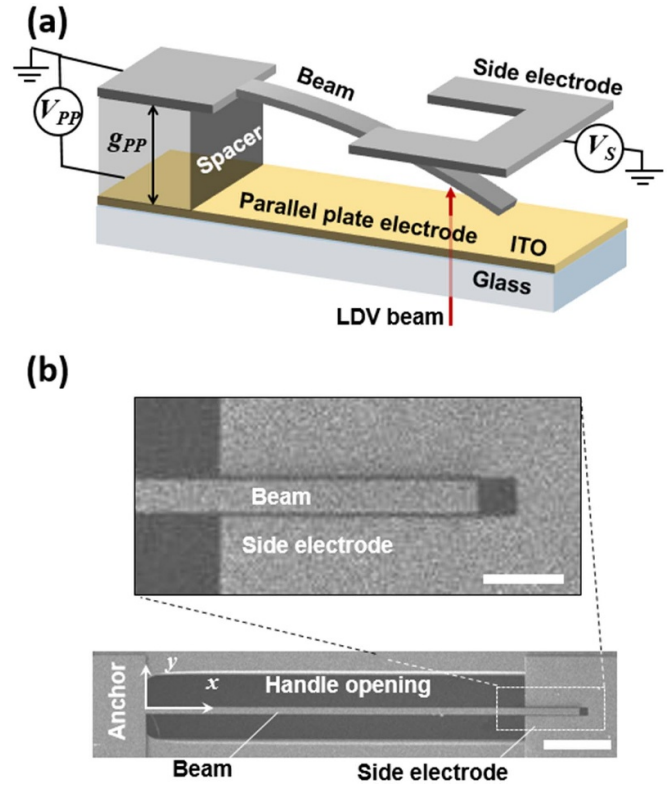 (a)
Beam
Side electrode
V_PP
g_PP
Spacer
V_S
Parallel plate electrode
ITO
Glass
LDV beam
(b)
Beam
Side electrode
Anchor
y
x
Handle opening
Beam
Side electrode